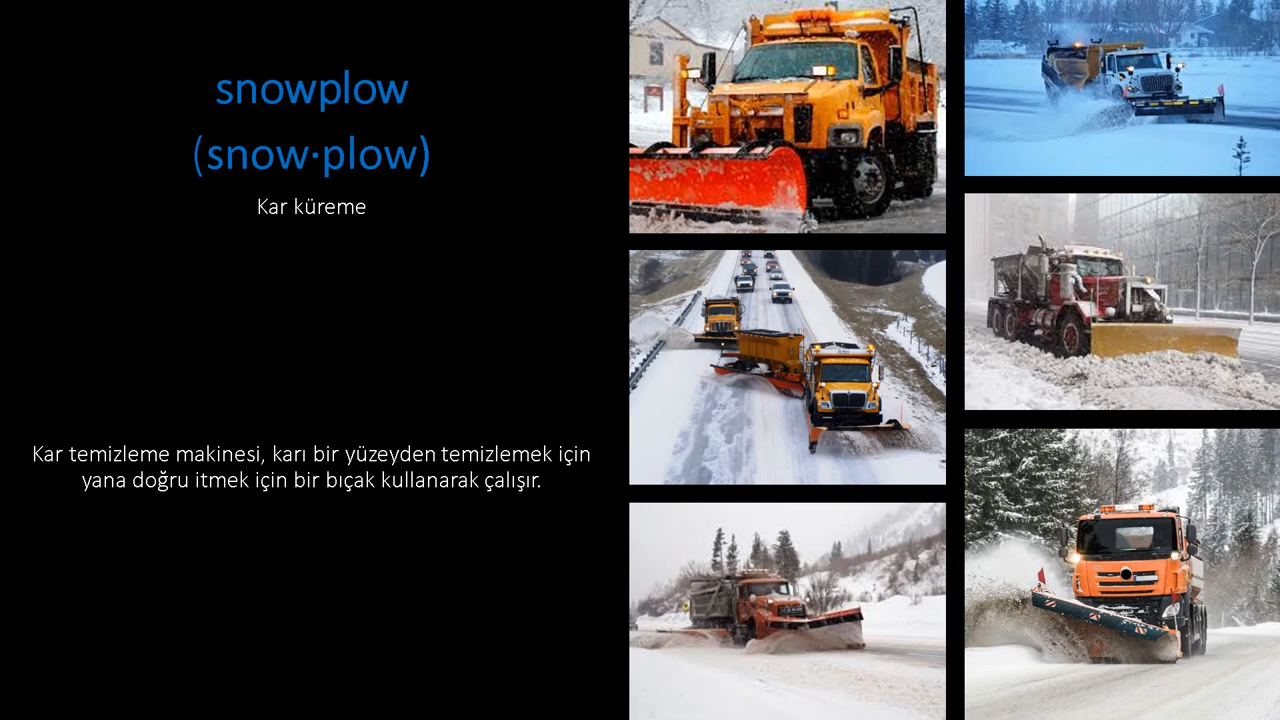 snowplow
(snow·plow)
Kar küreme
Kar temizleme makinesi, karı bir yüzeyden temizlemek için
yana doğru itmek için bir bıçak kullanarak çalışır.